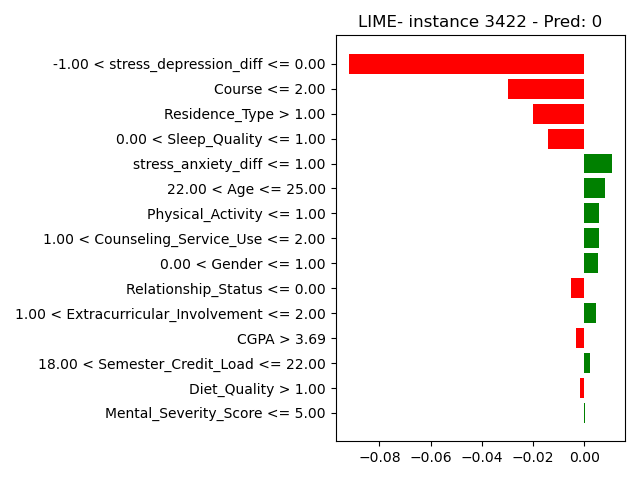 LIME- instance 3422 - Pred: 0
-1.00 < stress_depression_diff <= 0.00
Course <= 2.00
Residence_Type > 1.00
0.00 < Sleep_Quality <= 1.00
stress_anxiety_diff <= 1.00
22.00 < Age <= 25.00
Physical_Activity <= 1.00
1.00 < Counseling_Service_Use <= 2.00
0.00 < Gender <= 1.00
Relationship_Status <= 0.00
1.00 < Extracurricular_Involvement <= 2.00
CGPA > 3.69
18.00 < Semester_Credit_Load <= 22.00
Diet_Quality > 1.00
Mental_Severity_Score <= 5.00
−0.08 −0.06 −0.04 −0.02 0.00